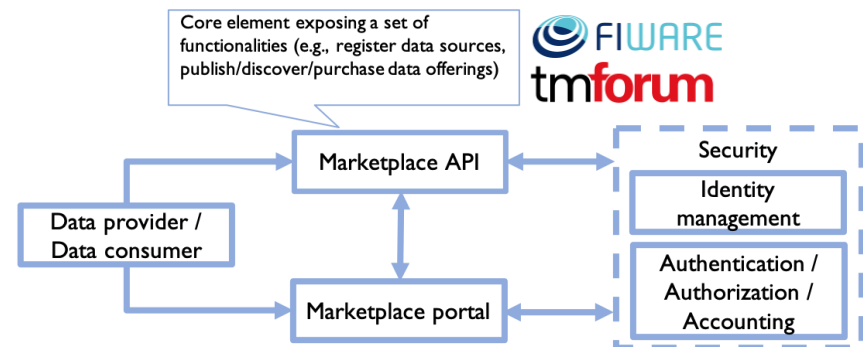 Core element exposing a set of
functionalities (e.g., register data sources,
publish/discover/purchase data offerings)
FIWARE
tmforum
Marketplace API
Security
Identity
management
Data provider /
Data consumer
Authentication /
Authorization /
Accounting
Marketplace portal